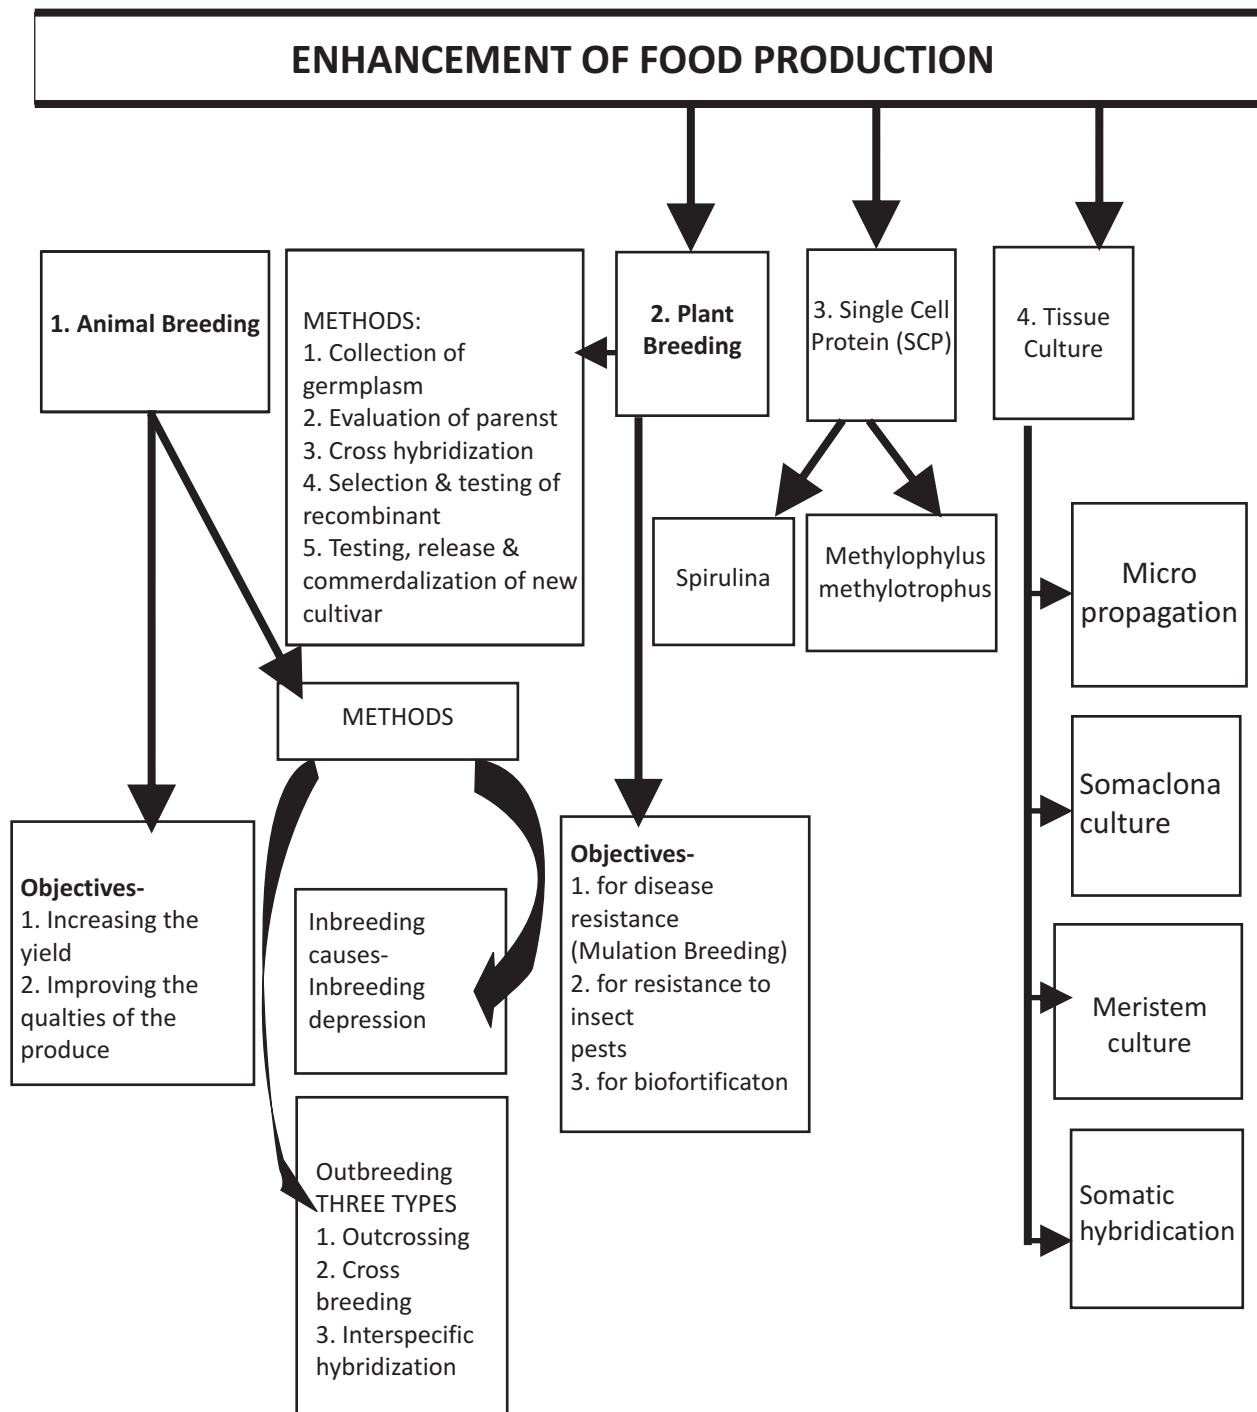 ENHANCEMENT OF FOOD PRODUCTION
1. Animal Breeding
METHODS:
1. Collection of
germplasm
2. Evaluation of parenst
3. Cross hybridization
4. Selection & testing of
recombinant
5. Testing, release &
commerdalization of new
cultivar
2. Plant
Breeding
3. Single Cell
Protein (SCP)
4. Tissue
Culture
Spirulina
Methylophylus
methylotrophus
Micro
propagation
METHODS
Somaclona
culture
Objectives-
1. Increasing the
yield
2. Improving the
qualties of the
produce
Inbreeding
causes-
Inbreeding
depression
Objectives-
1. for disease
resistance
(Mulation Breeding)
2. for resistance to
insect
pests
3. for biofortificaton
Meristem
culture
Outbreeding
THREE TYPES
1. Outcrossing
2. Cross
breeding
3. Interspecific
hybridization
Somatic
hybridication